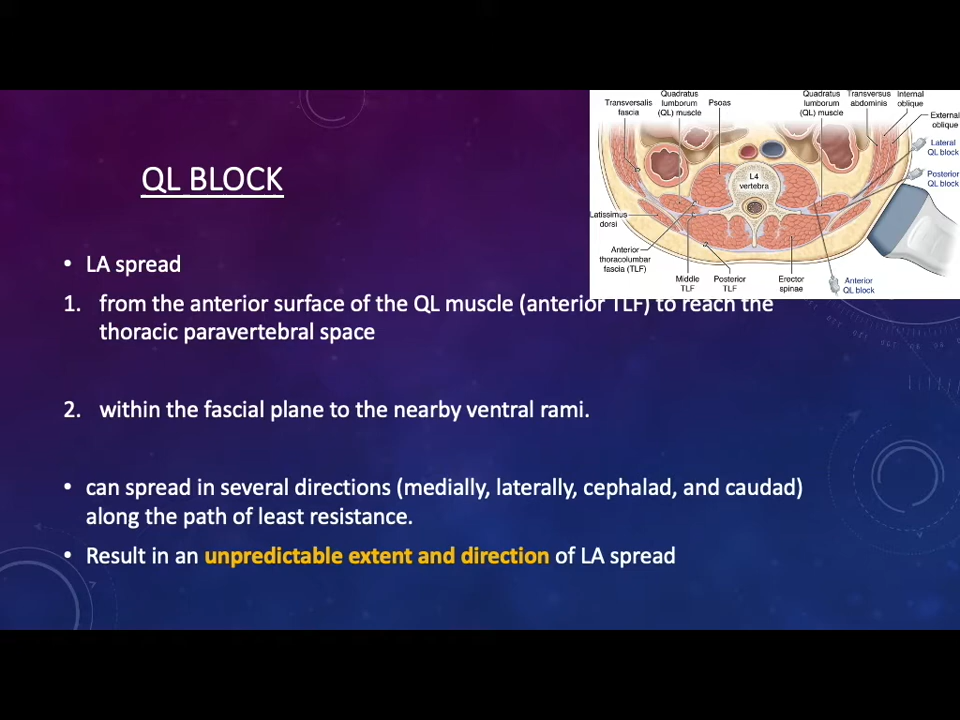 Quadratus
lumborum
(QL) muscle
Transversalis
fascia
Psoas
Quadratus
lumborum
(QL) muscle
Transversus
abdominis
Internal
oblique
External
oblique
Lateral
QL block
Posterior
QL block
L4
vertebra
Latissimus
dorsi
Anterior
thoracolumbar
fascia (TLF)
Middle
TLF
Posterior
TLF
Erector
spinae
Anterior
QL block
QL BLOCK
• LA spread
1. from the anterior surface of the QL muscle (anterior TLF) to reach the
thoracic paravertebral space
2. within the fascial plane to the nearby ventral rami.
• can spread in several directions (medially, laterally, cephalad, and caudad)
along the path of least resistance.
• Result in an unpredictable extent and direction of LA spread